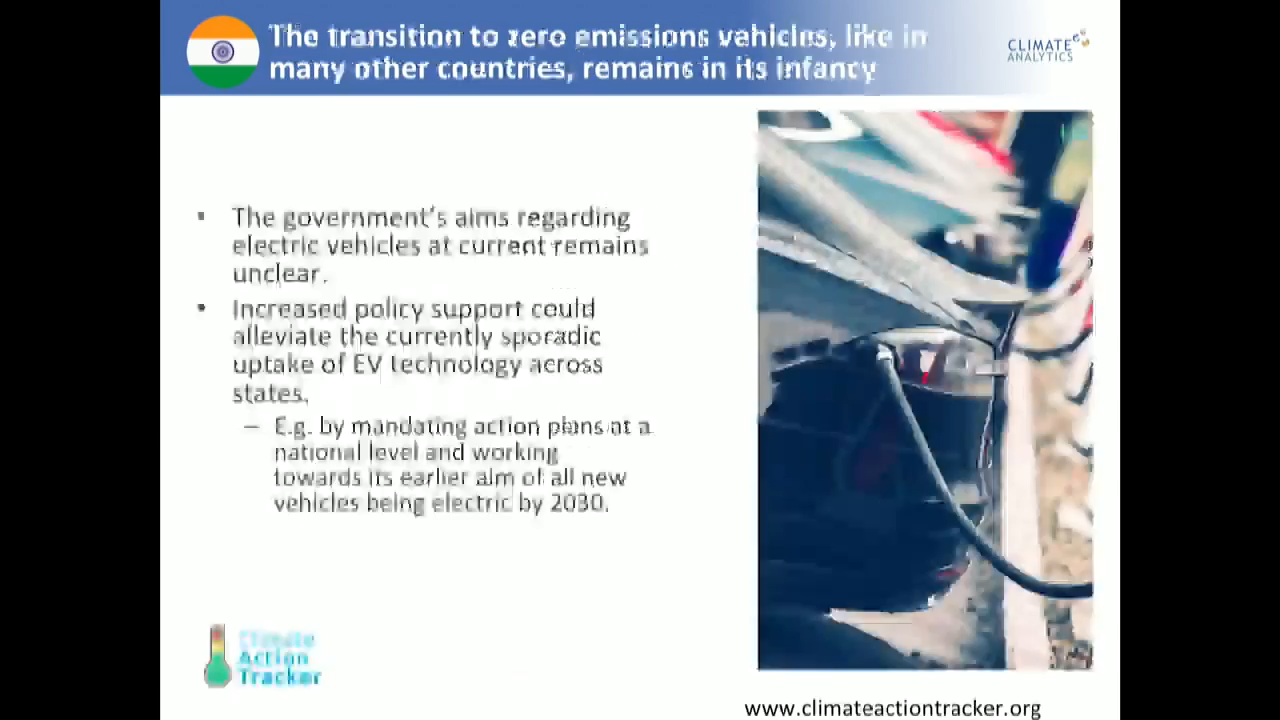 The transition to zero emissions vehicles, like in
many other countries, remains in its infancy
CLIMATE
ANALYTICS
The government's aims regarding
electric vehicles at current remains
unclear.
Increased policy support could
alleviate the currently sporadic
uptake of EV technology across
states.
– E.g. by mandating action plans at a
national level and working
towards its earlier aim of all new
vehicles being electric by 2030.
Climate
Action
Tracker
www.climateactiontracker.org